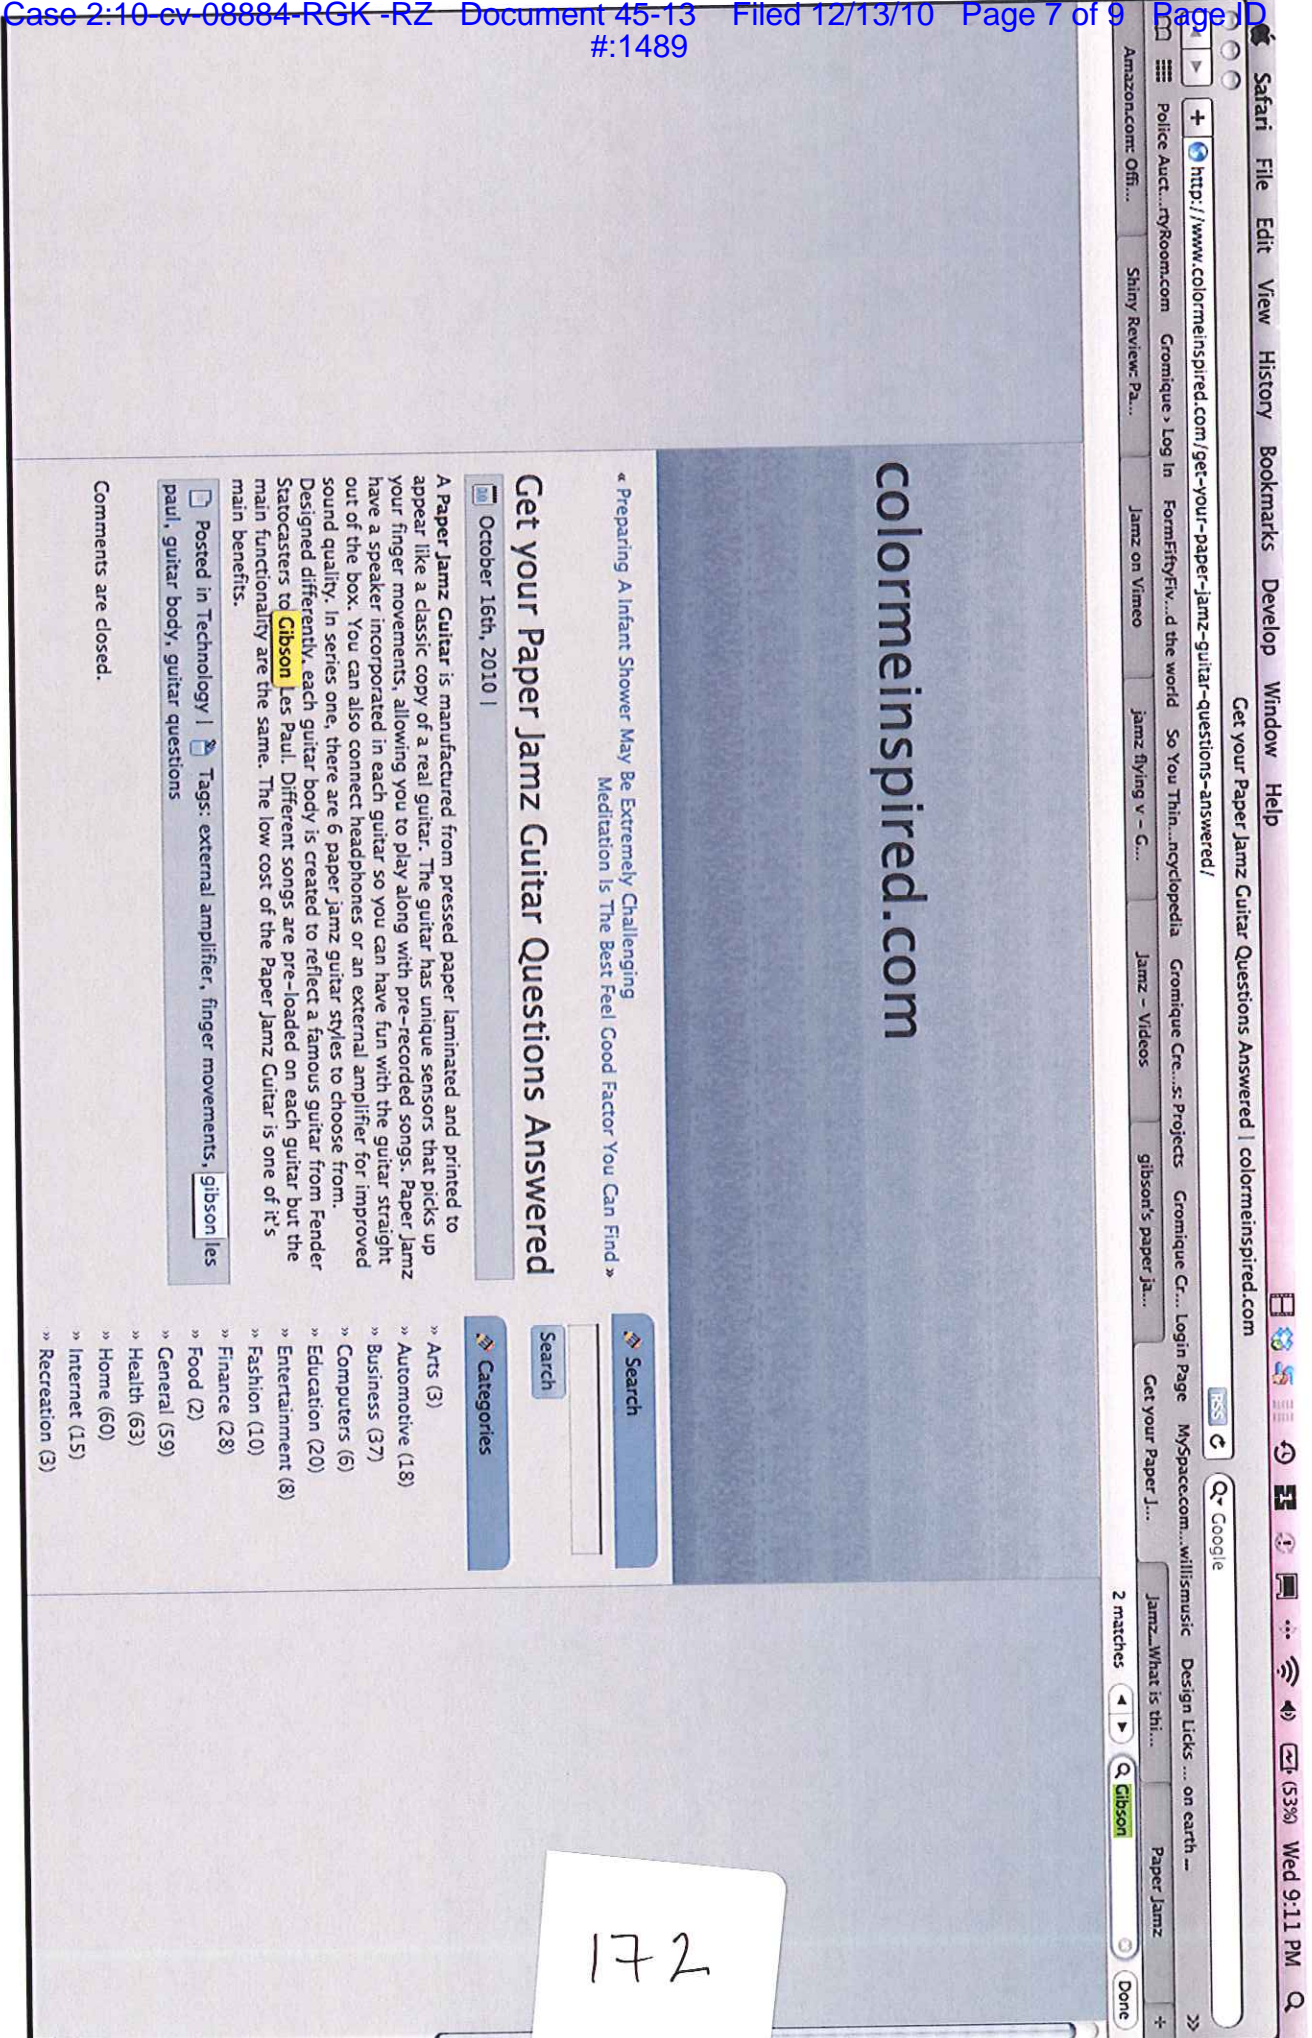 Case 2:10-cv-08884-RGK -RZ Document 45-13 Filed 12/13/10 Page 7 of 9 Page ID
#:1489
Safari File Edit View History Bookmarks Develop Window Help (53%) Wed 9:11 PM
Get your Paper Jamz Guitar Questions Answered | colormeinspired.com
http://www.colormeinspired.com/get-your-paper-jamz-guitar-questions-answered/ RSS Google
Police Auct...rtyRoom.com Gromique > Log In FormFiftyFiv...d the world So You Thin...ncyclopedia Gromique Cre...s: Projects Gromique Cr... Login Page MySpace.com...willismusic Design Licks ... on earth — »
Amazon.com: Offi... Shiny Review: Pa... Jamz on Vimeo jamz flying v - G... Jamz - Videos gibson's paper ja... Get your Paper J... Jamz...What is thi... Paper Jamz +
2 matches Gibson Done
colormeinspired.com
« Preparing A Infant Shower May Be Extremely Challenging
Meditation Is The Best Feel Good Factor You Can Find »
Get your Paper Jamz Guitar Questions Answered
October 16th, 2010 |
A Paper Jamz Guitar is manufactured from pressed paper laminated and printed to
appear like a classic copy of a real guitar. The guitar has unique sensors that picks up
your finger movements, allowing you to play along with pre-recorded songs. Paper Jamz
have a speaker incorporated in each guitar so you can have fun with the guitar straight
out of the box. You can also connect headphones or an external amplifier for improved
sound quality. In series one, there are 6 paper jamz guitar styles to choose from.
Designed differently, each guitar body is created to reflect a famous guitar from Fender
Statocasters to Gibson Les Paul. Different songs are pre-loaded on each guitar but the
main functionality are the same. The low cost of the Paper Jamz Guitar is one of it's
main benefits.
Posted in Technology | Tags: external amplifier, finger movements, gibson les
paul, guitar body, guitar questions
Comments are closed.
Search
Search
Categories
» Arts (3)
» Automotive (18)
» Business (37)
» Computers (6)
» Education (20)
» Entertainment (8)
» Fashion (10)
» Finance (28)
» Food (2)
» General (59)
» Health (63)
» Home (60)
» Internet (15)
» Recreation (3)
172